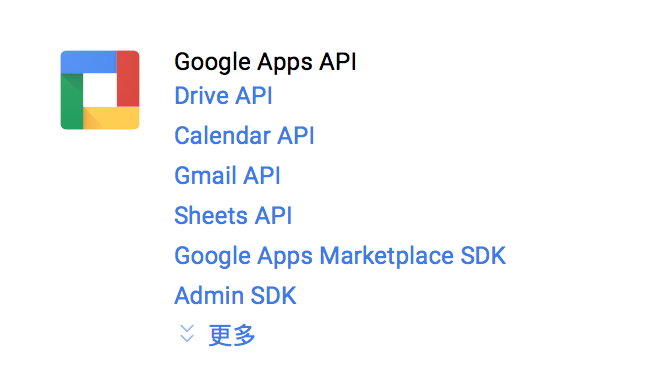 Google Apps API
Drive API
Calendar API
Gmail API
Sheets API
Google Apps Marketplace SDK
Admin SDK
更多